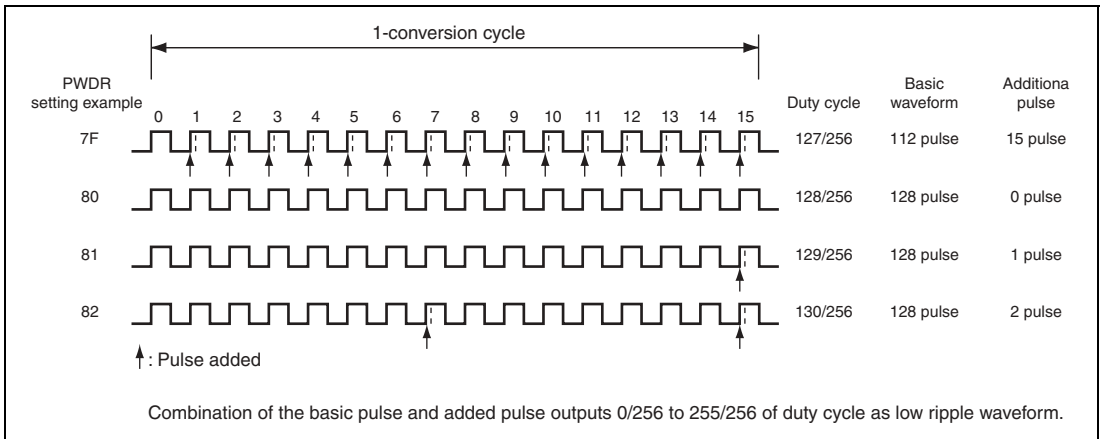 1-conversion cycle
PWDR
setting example
Duty cycle
Basic
waveform
Additiona
pulse
0 1 2 3 4 5 6 7 8 9 10 11 12 13 14 15
7F 127/256 112 pulse 15 pulse
80 128/256 128 pulse 0 pulse
81 129/256 128 pulse 1 pulse
82 130/256 128 pulse 2 pulse
: Pulse added
Combination of the basic pulse and added pulse outputs 0/256 to 255/256 of duty cycle as low ripple waveform.